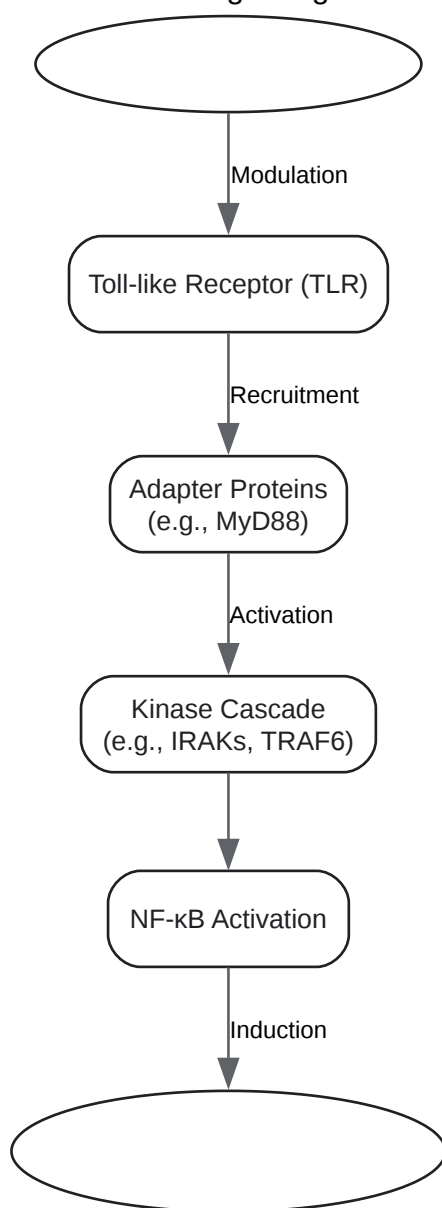 Modulation
Toll-like Receptor (TLR)
Recruitment
Adapter Proteins
(e.g., MyD88)
Activation
Kinase Cascade
(e.g., IRAKs, TRAF6)
NF-κB Activation
Induction